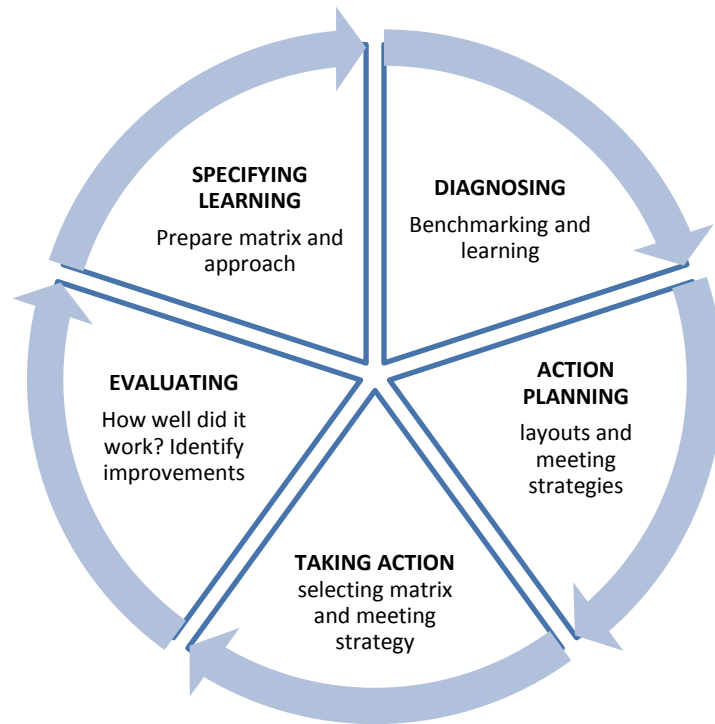 SPECIFYING
LEARNING
Prepare matrix and
approach
DIAGNOSING
Benchmarking and
learning
ACTION
PLANNING
layouts and
meeting
strategies
TAKING ACTION
selecting matrix
and meeting
strategy
EVALUATING
How well did it
work? Identify
improvements